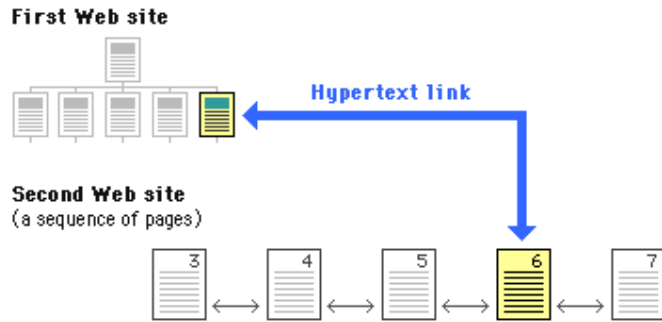 First Web site
Hypertext link
Second Web site
(a sequence of pages)
3 4 5 6 7